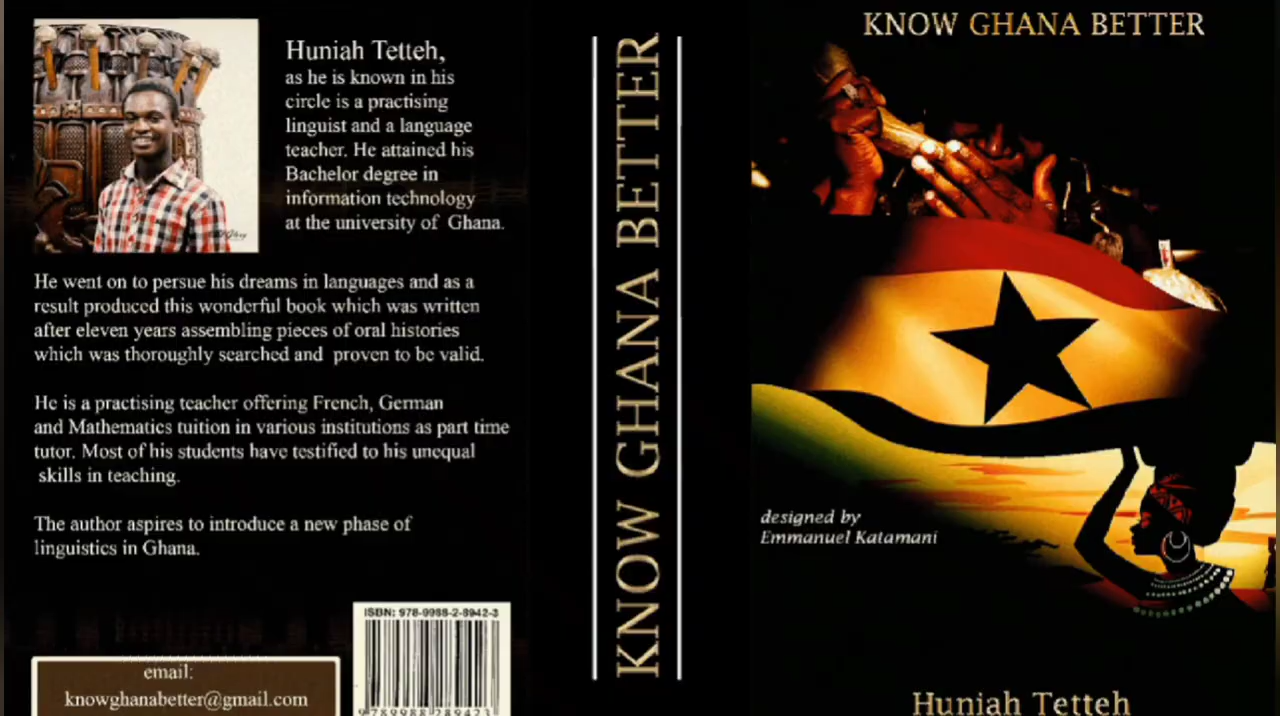 Huniah Tetteh,
as he is known in his
circle is a practising
linguist and a language
teacher. He attained his
Bachelor degree in
information technology
at the university of Ghana.
He went on to persue his dreams in languages and as a
result produced this wonderful book which was written
after eleven years assembling pieces of oral histories
which was thoroughly searched and proven to be valid.
He is a practising teacher offering French, German
and Mathematics tuition in various institutions as part time
tutor. Most of his students have testified to his unequal
skills in teaching.
The author aspires to introduce a new phase of
linguistics in Ghana.
email:
knowghanabetter@gmail.com
ISBN: 978-9988-2-8942-3
9789988289423
KNOW GHANA BETTER
KNOW GHANA BETTER
designed by
Emmanuel Katamani
Huniah Tetteh